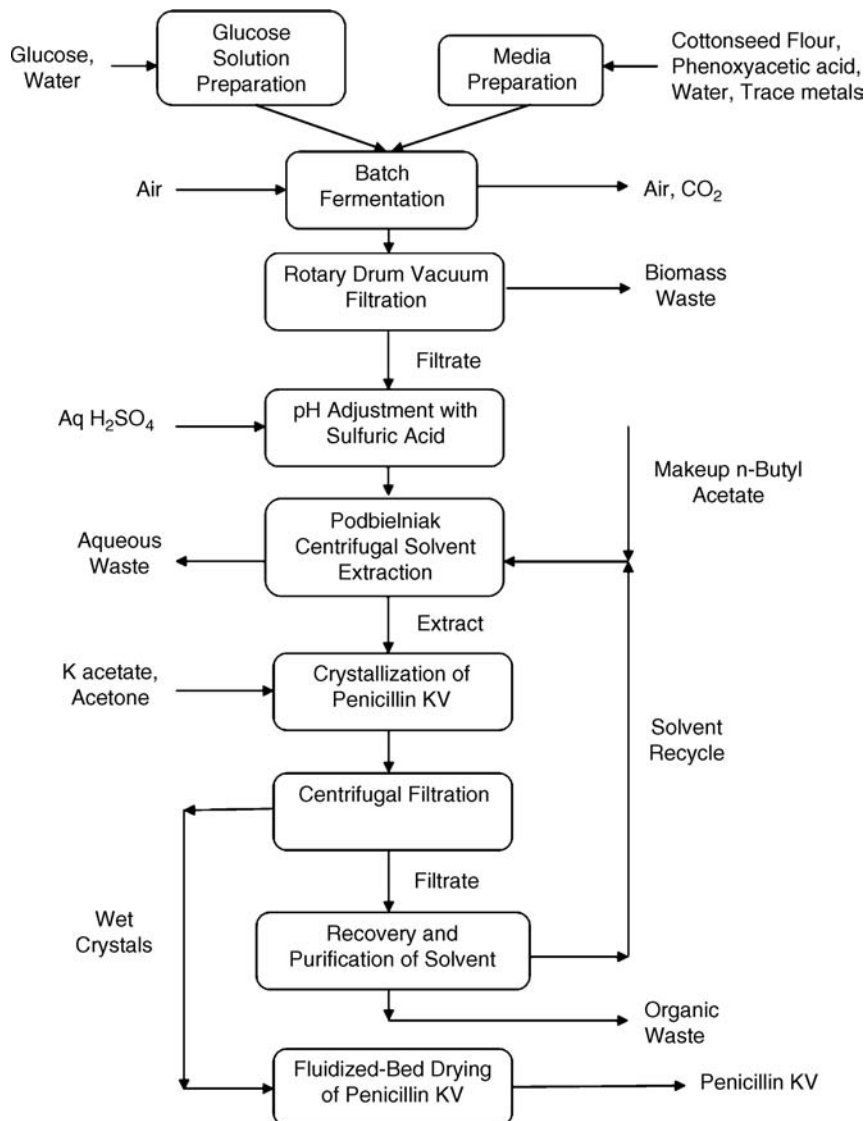 Glucose
Solution
Preparation
Glucose,
Water
Media
Preparation
Cottonseed Flour,
Phenoxyacetic acid,
Water, Trace metals
Air
Batch
Fermentation
Air, CO₂
Rotary Drum Vacuum
Filtration
Biomass
Waste
Filtrate
Aq H₂SO₄
pH Adjustment with
Sulfuric Acid
Makeup n-Butyl
Acetate
Aqueous
Waste
Podbielniak
Centrifugal Solvent
Extraction
Extract
K acetate,
Acetone
Crystallization of
Penicillin KV
Solvent
Recycle
Centrifugal Filtration
Filtrate
Wet
Crystals
Recovery and
Purification of Solvent
Organic
Waste
Fluidized-Bed Drying
of Penicillin KV
Penicillin KV